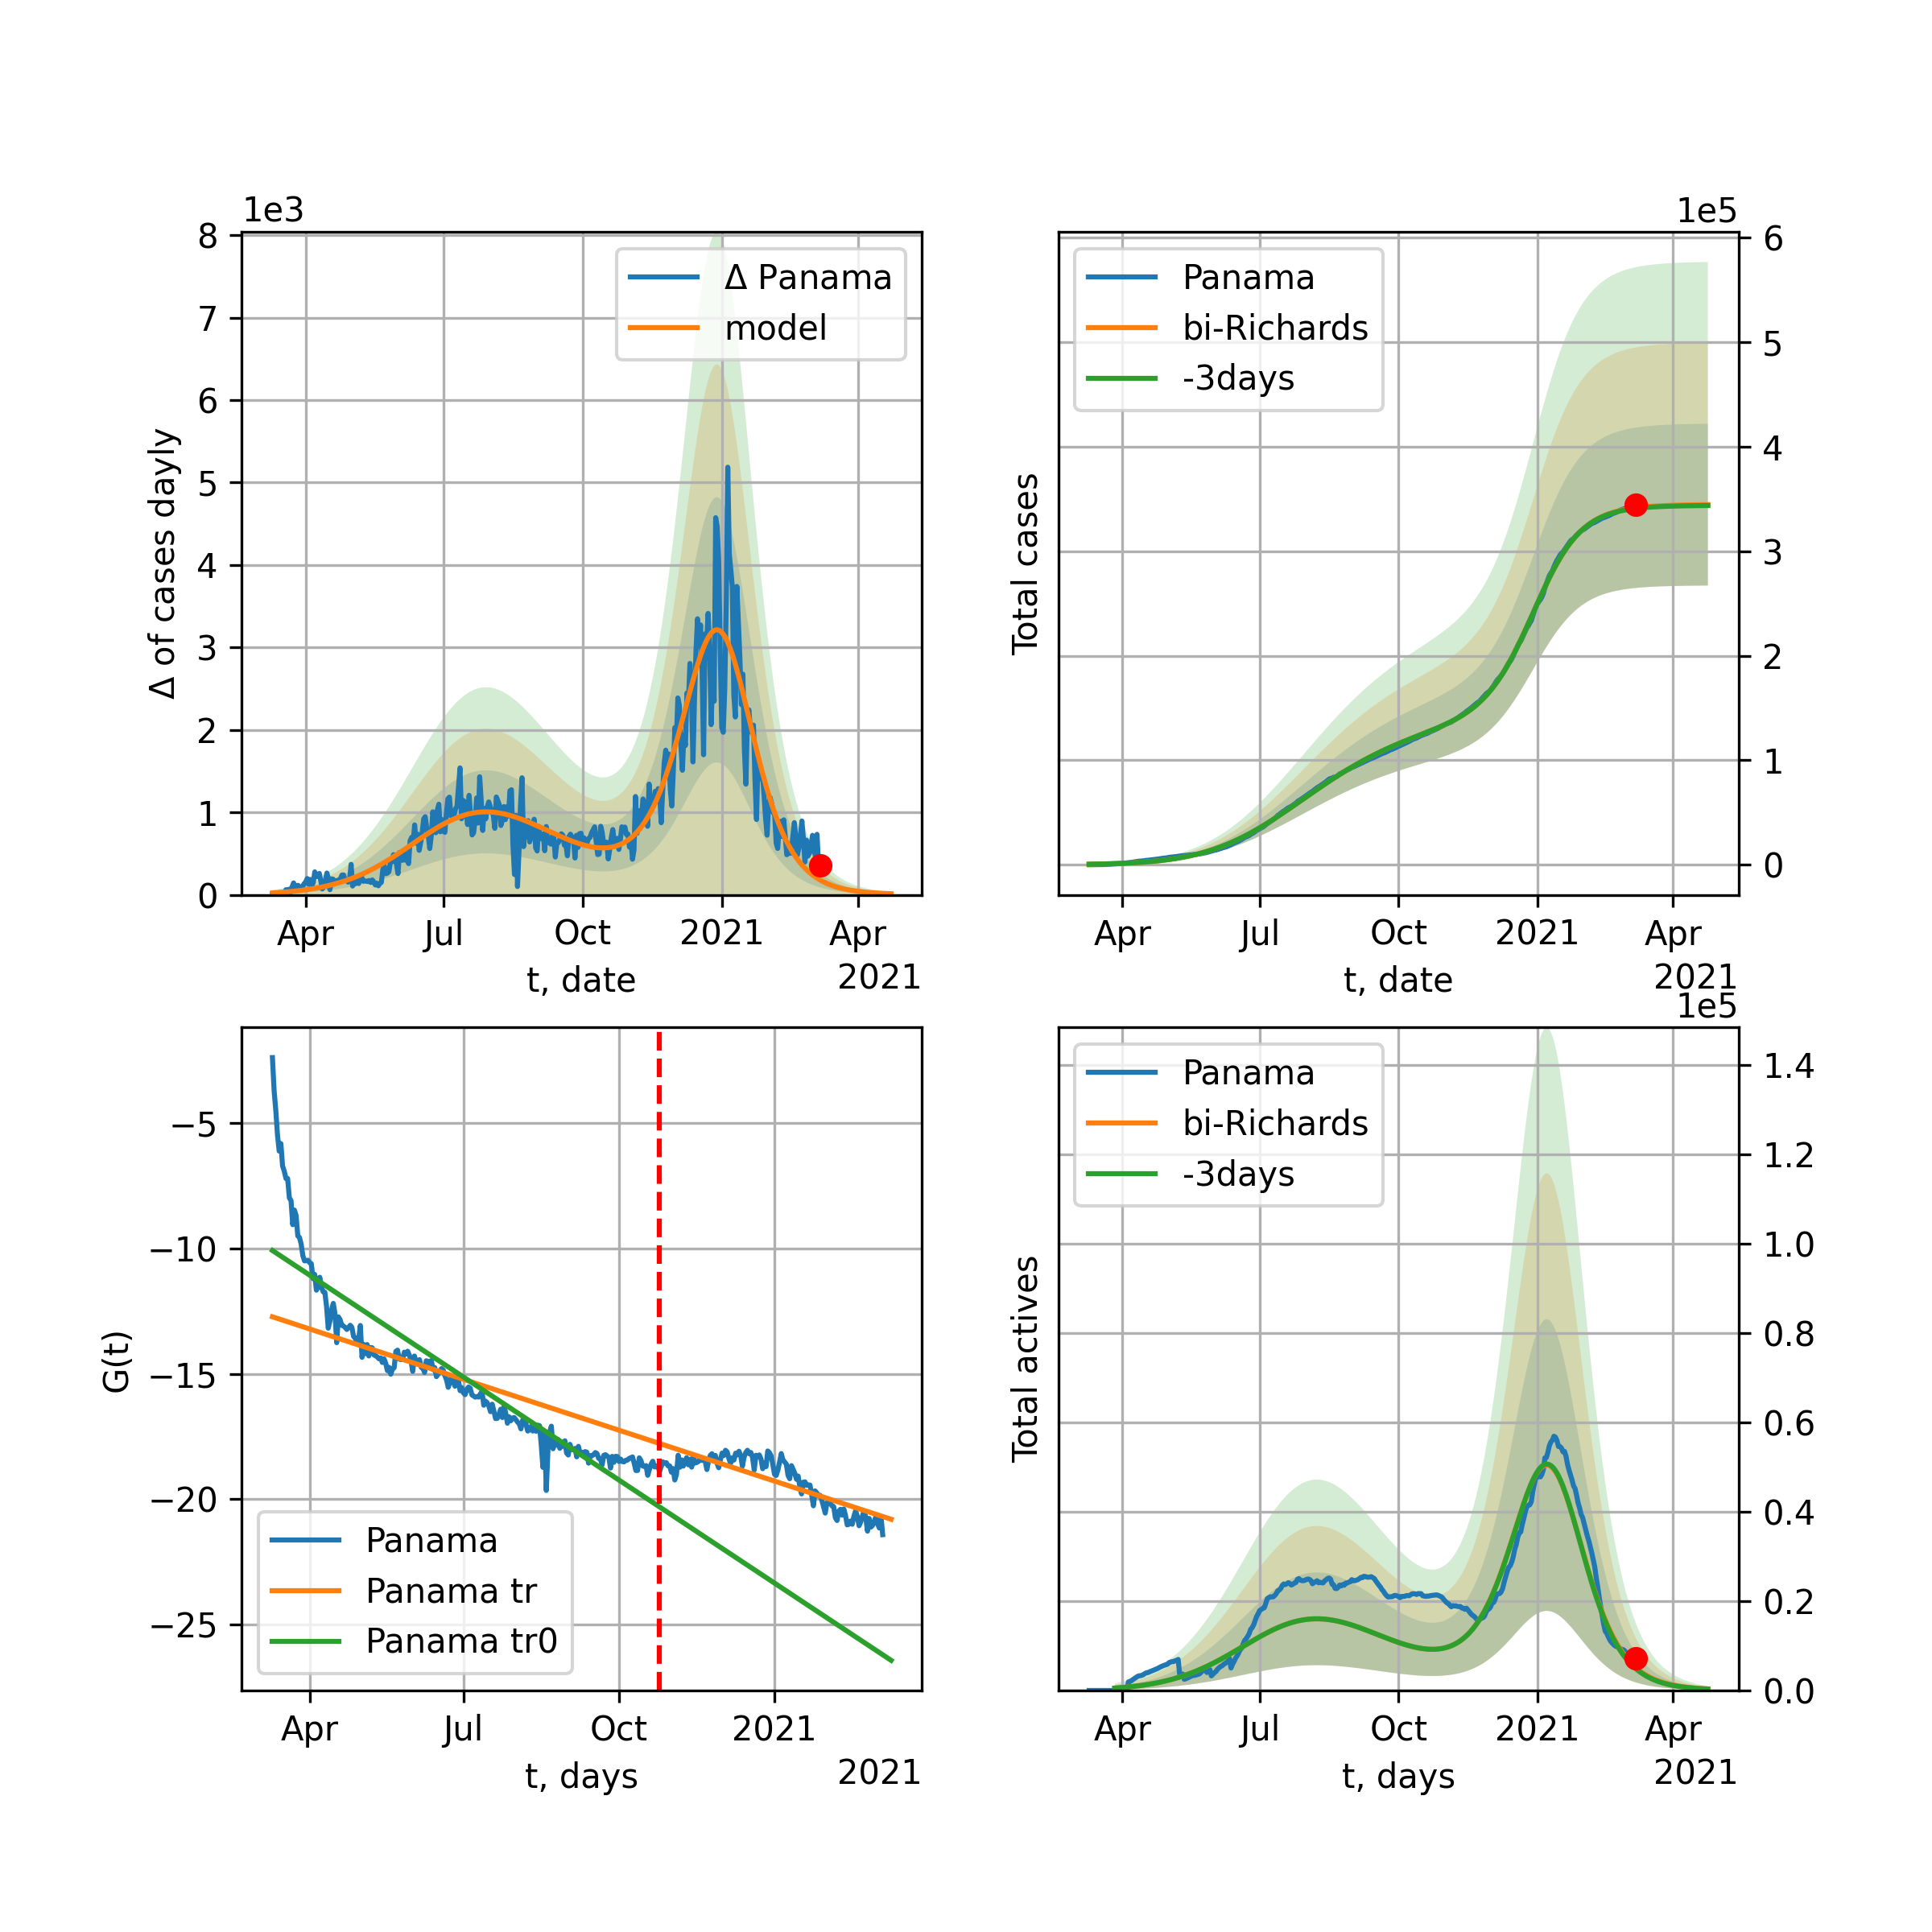 1e3
8
7
6
5
4
3
2
1
0
Δ of cases dayly
Δ Panama
model
Apr
Jul
Oct
2021
Apr
t, date
2021
1e5
6
5
4
3
2
1
0
Total cases
Panama
bi-Richards
-3days
Apr
Jul
Oct
2021
Apr
t, date
2021
−5
−10
−15
−20
−25
G(t)
Panama
Panama tr
Panama tr0
Apr
Jul
Oct
2021
t, days
2021
1e5
1.4
1.2
1.0
0.8
0.6
0.4
0.2
0.0
Total actives
Panama
bi-Richards
-3days
Apr
Jul
Oct
2021
Apr
t, days
2021